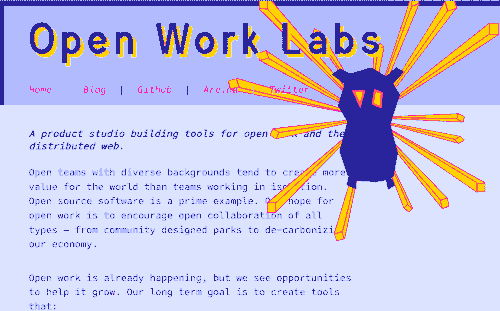 Open Work Labs
Home Blog | Github | Are.na Twitter
A product studio building tools for open and the
distributed web.
Open teams with diverse backgrounds tend to create more
value for the world than teams working in isolation.
Open source software is a prime example. Our hope for
open work is to encourage open collaboration of all
types — from community designed parks to de-carbonizing
our economy.
Open work is already happening, but we see opportunities
to help it grow. Our long term goal is to create tools
that: